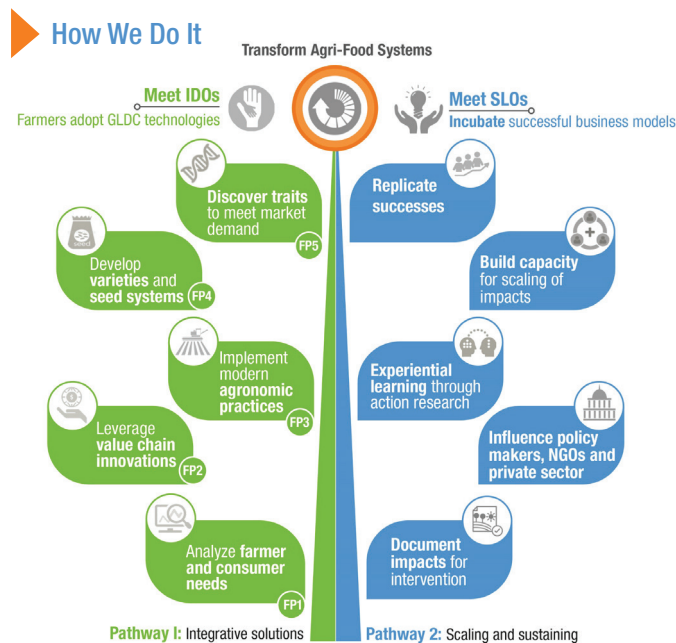 How We Do It
Transform Agri-Food Systems
Meet IDOs
Farmers adopt GLDC technologies
Meet SLOs
Incubate successful business models
Discover traits
to meet market
demand
FP5
Replicate
successes
seed
Develop
varieties and
seed systems
FP4
Build capacity
for scaling of
impacts
Implement
modern
agronomic
practices
FP3
Experiential
learning through
action research
Leverage
value chain
innovations
FP2
Influence policy
makers, NGOs and
private sector
Analyze farmer
and consumer
needs
FP1
Document
impacts for
intervention
Pathway I: Integrative solutions
Pathway 2: Scaling and sustaining